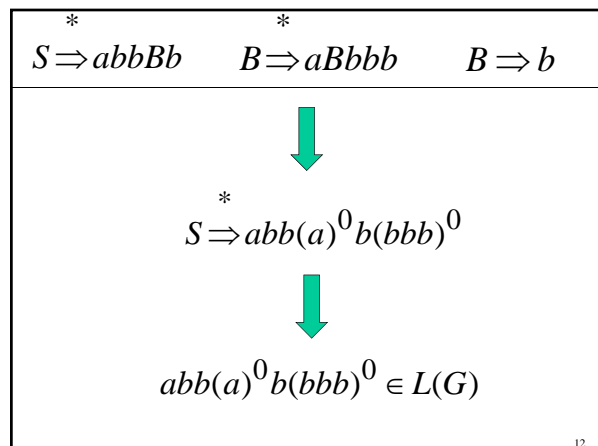 S ⇒* abbBb    B ⇒* aBbbb    B ⇒ b
S ⇒* abb(a)⁰b(bbb)⁰
abb(a)⁰b(bbb)⁰ ∈ L(G)
12